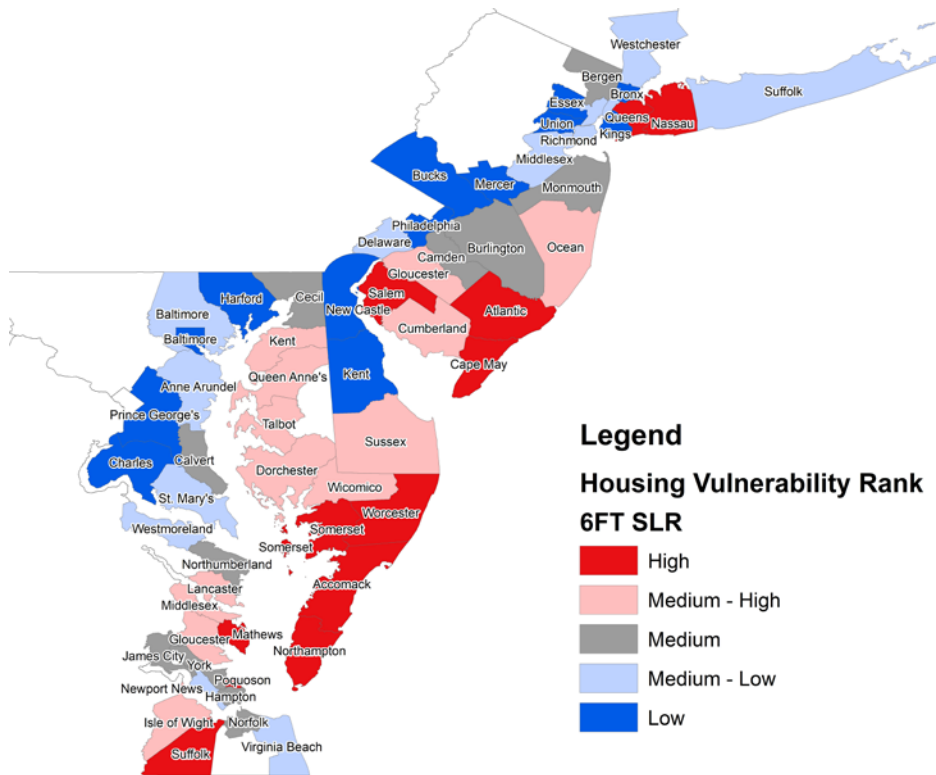 Westchester
Bergen
Bronx
Suffolk
Essex
Queens
Union
Nassau
Kings
Richmond
Middlesex
Bucks
Mercer
Monmouth
Philadelphia
Delaware
Burlington
Ocean
Camden
Gloucester
Salem
Cecil
Harford
New Castle
Atlantic
Baltimore
Cumberland
Baltimore
Kent
Cape May
Queen Anne's
Kent
Anne Arundel
Prince George's
Talbot
Sussex
Charles
Calvert
Dorchester
Wicomico
St. Mary's
Worcester
Westmoreland
Somerset
Somerset
Northumberland
Accomack
Lancaster
Middlesex
Mathews
Gloucester
Northampton
James City
York
Poquoson
Newport News
Hampton
Isle of Wight
Norfolk
Virginia Beach
Suffolk
Legend
Housing Vulnerability Rank
6FT SLR
High
Medium - High
Medium
Medium - Low
Low